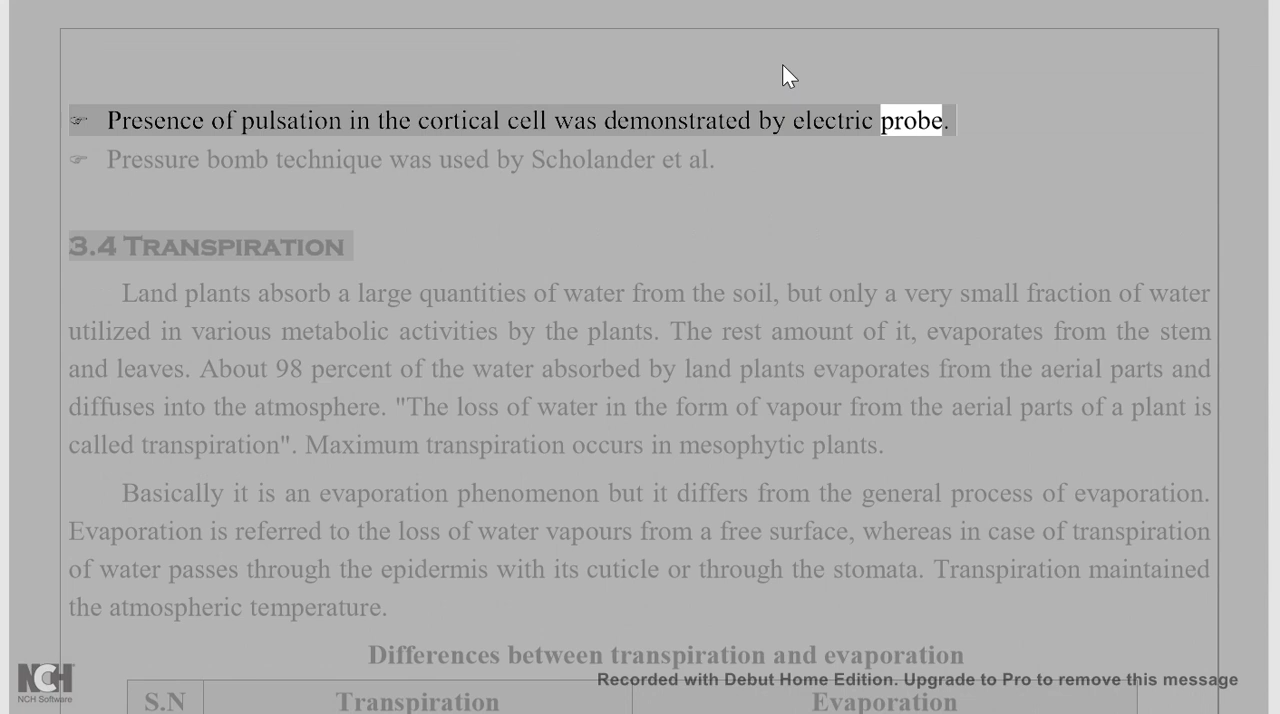 ☞ Presence of pulsation in the cortical cell was demonstrated by electric probe.
☞ Pressure bomb technique was used by Scholander et al.
3.4 TRANSPIRATION
Land plants absorb a large quantities of water from the soil, but only a very small fraction of water
utilized in various metabolic activities by the plants. The rest amount of it, evaporates from the stem
and leaves. About 98 percent of the water absorbed by land plants evaporates from the aerial parts and
diffuses into the atmosphere. "The loss of water in the form of vapour from the aerial parts of a plant is
called transpiration". Maximum transpiration occurs in mesophytic plants.
Basically it is an evaporation phenomenon but it differs from the general process of evaporation.
Evaporation is referred to the loss of water vapours from a free surface, whereas in case of transpiration
of water passes through the epidermis with its cuticle or through the stomata. Transpiration maintained
the atmospheric temperature.
Differences between transpiration and evaporation
S.N Transpiration Evaporation
NCH
NCH Software
Recorded with Debut Home Edition. Upgrade to Pro to remove this message